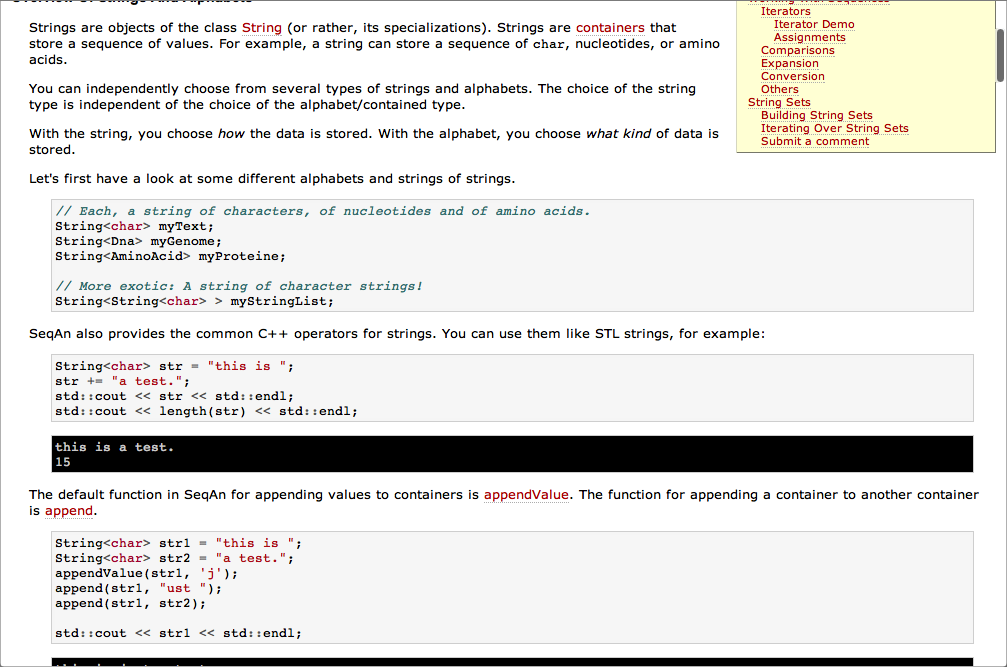 Strings are objects of the class String (or rather, its specializations). Strings are containers that
store a sequence of values. For example, a string can store a sequence of char, nucleotides, or amino
acids.
You can independently choose from several types of strings and alphabets. The choice of the string
type is independent of the choice of the alphabet/contained type.
With the string, you choose how the data is stored. With the alphabet, you choose what kind of data is
stored.
Iterators
Iterator Demo
Assignments
Comparisons
Expansion
Conversion
Others
String Sets
Building String Sets
Iterating Over String Sets
Submit a comment
Let's first have a look at some different alphabets and strings of strings.
// Each, a string of characters, of nucleotides and of amino acids.
String<char> myText;
String<Dna> myGenome;
String<AminoAcid> myProteine;
// More exotic: A string of character strings!
String<String<char> > myStringList;
SeqAn also provides the common C++ operators for strings. You can use them like STL strings, for example:
String<char> str = "this is ";
str += "a test.";
std::cout << str << std::endl;
std::cout << length(str) << std::endl;
this is a test.
15
The default function in SeqAn for appending values to containers is appendValue. The function for appending a container to another container
is append.
String<char> str1 = "this is ";
String<char> str2 = "a test.";
appendValue(str1, 'j');
append(str1, "ust ");
append(str1, str2);
std::cout << str1 << std::endl;